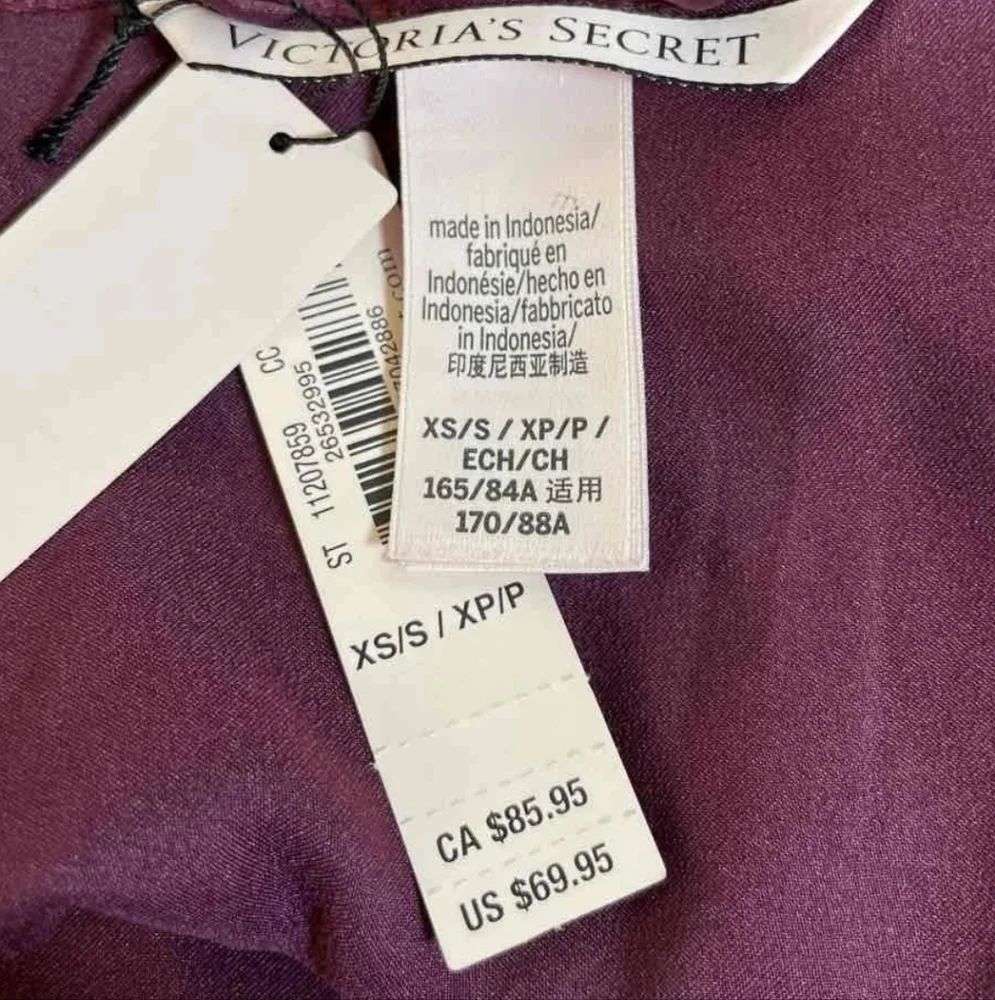 VICTORIA'S SECRET
made in Indonesia/
fabriqué en
Indonésie/hecho en
Indonesia/fabbricato
in Indonesia/
印度尼西亚制造
XS/S / XP/P /
ECH/CH
165/84A 适用
170/88A
CC
26532995
ST 11207859
XS/S / XP/P
CA $85.95
US $69.95